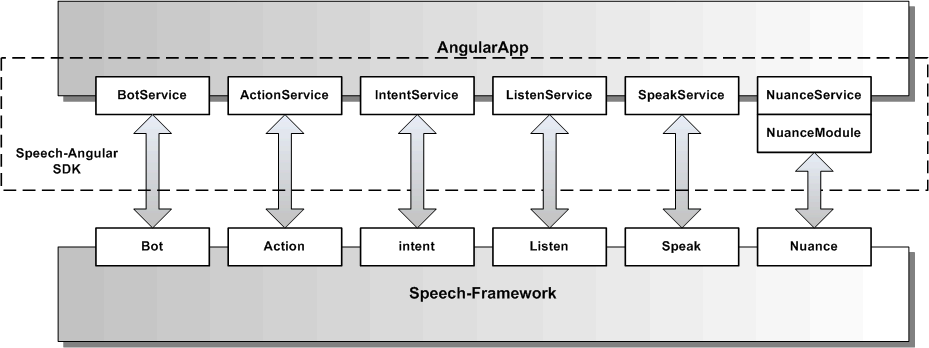 AngularApp
BotService
ActionService
IntentService
ListenService
SpeakService
NuanceService
NuanceModule
Speech-Angular
SDK
Bot
Action
intent
Listen
Speak
Nuance
Speech-Framework